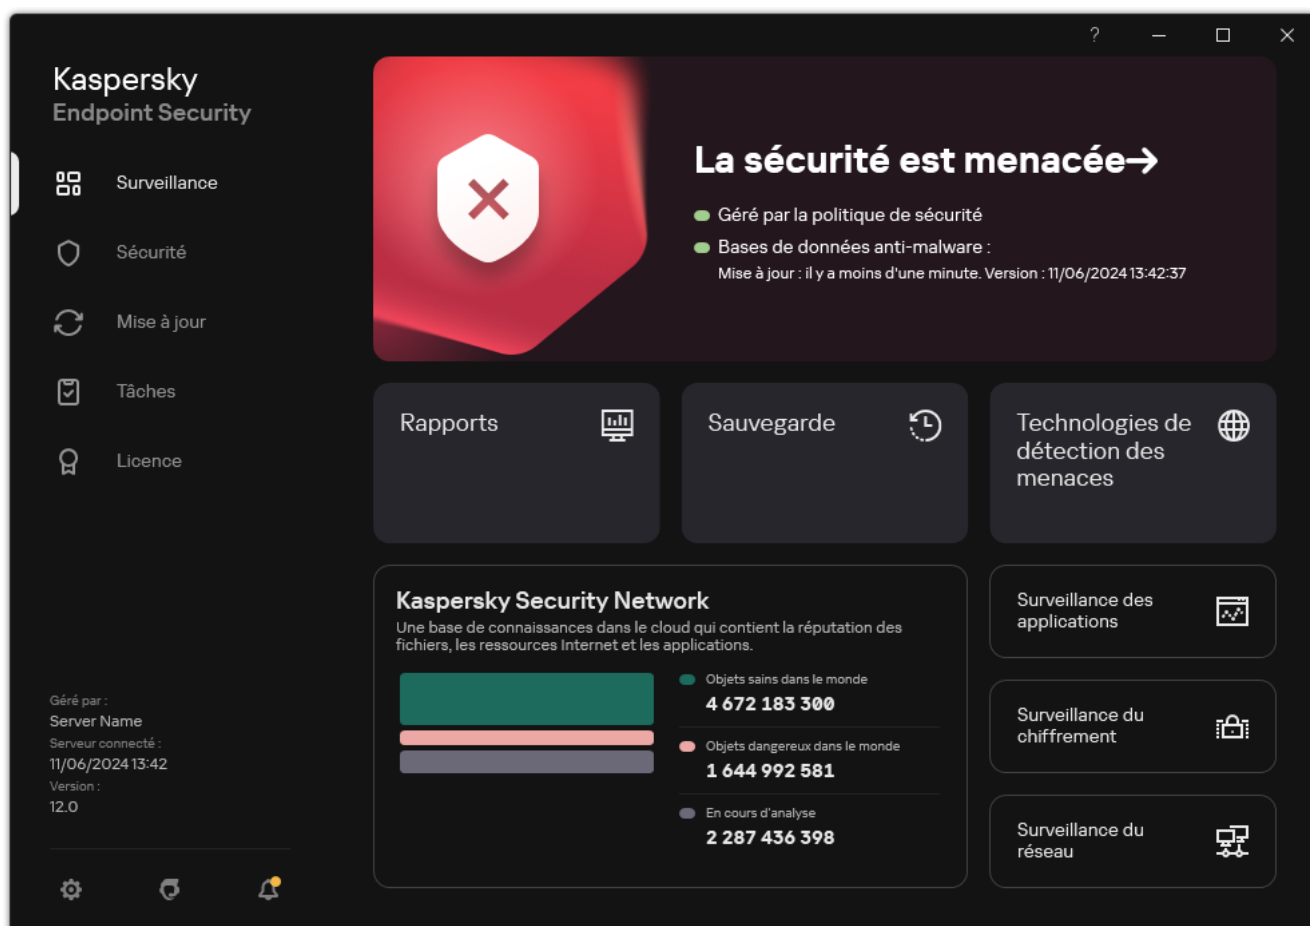 ?
Kaspersky
Endpoint Security
Surveillance
Sécurité
Mise à jour
Tâches
Licence
Géré par :
Server Name
Serveur connecté :
11/06/2024 13:42
Version :
12.0
La sécurité est menacée→
Géré par la politique de sécurité
Bases de données anti-malware :
Mise à jour : il y a moins d'une minute. Version : 11/06/2024 13:42:37
Rapports
Sauvegarde
Technologies de
détection des
menaces
Kaspersky Security Network
Une base de connaissances dans le cloud qui contient la réputation des
fichiers, les ressources Internet et les applications.
Objets sains dans le monde
4 672 183 300
Objets dangereux dans le monde
1 644 992 581
En cours d'analyse
2 287 436 398
Surveillance des
applications
Surveillance du
chiffrement
Surveillance du
réseau